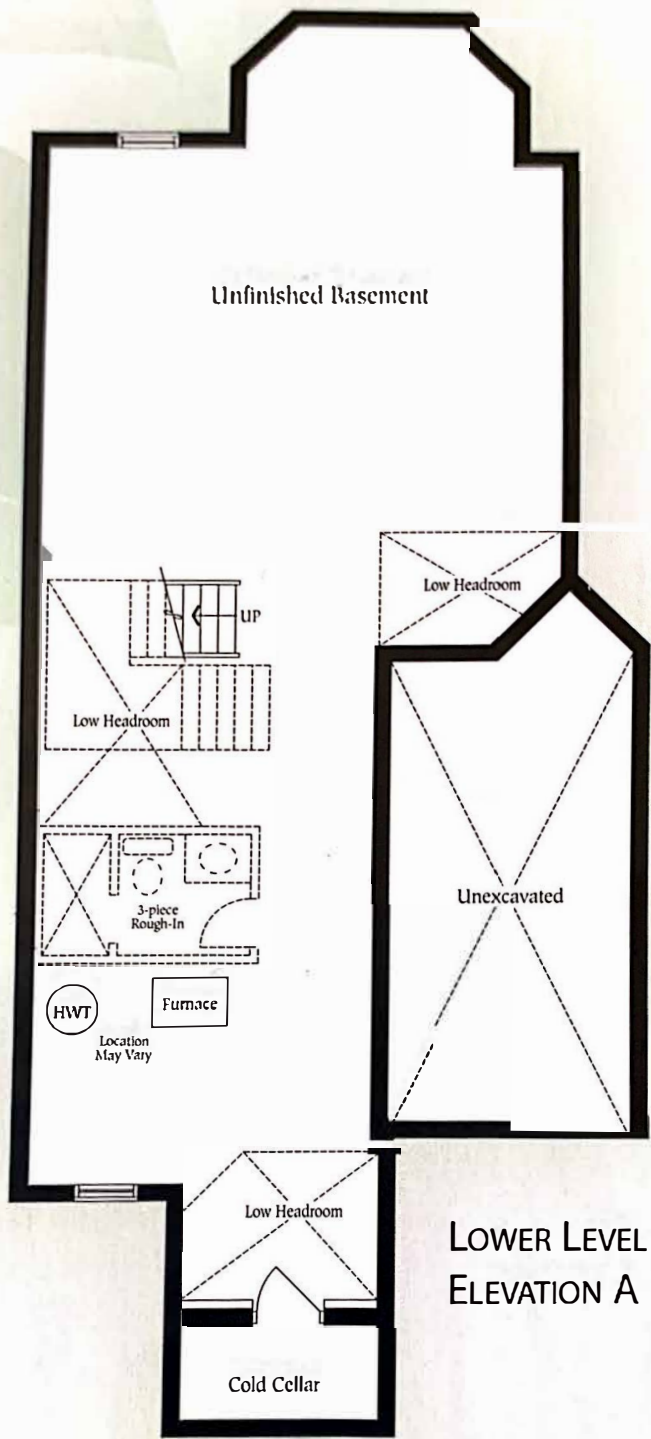 Unfinished Basement
Low Headroom
UP
Low Headroom
3-piece
Rough-In
Unexcavated
HWT
Furnace
Location
May Vary
Low Headroom
LOWER LEVEL
ELEVATION A
Cold Cellar